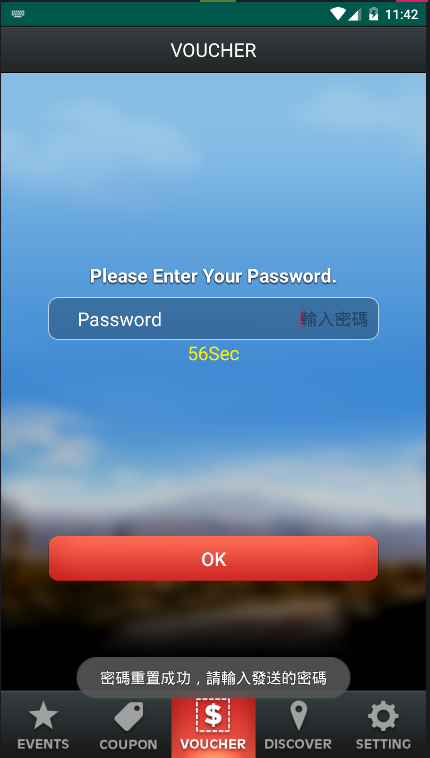 11:42
VOUCHER
Please Enter Your Password.
Password 輸入密碼
56Sec
OK
密碼重置成功，請輸入發送的密碼
$
EVENTS COUPON VOUCHER DISCOVER SETTING